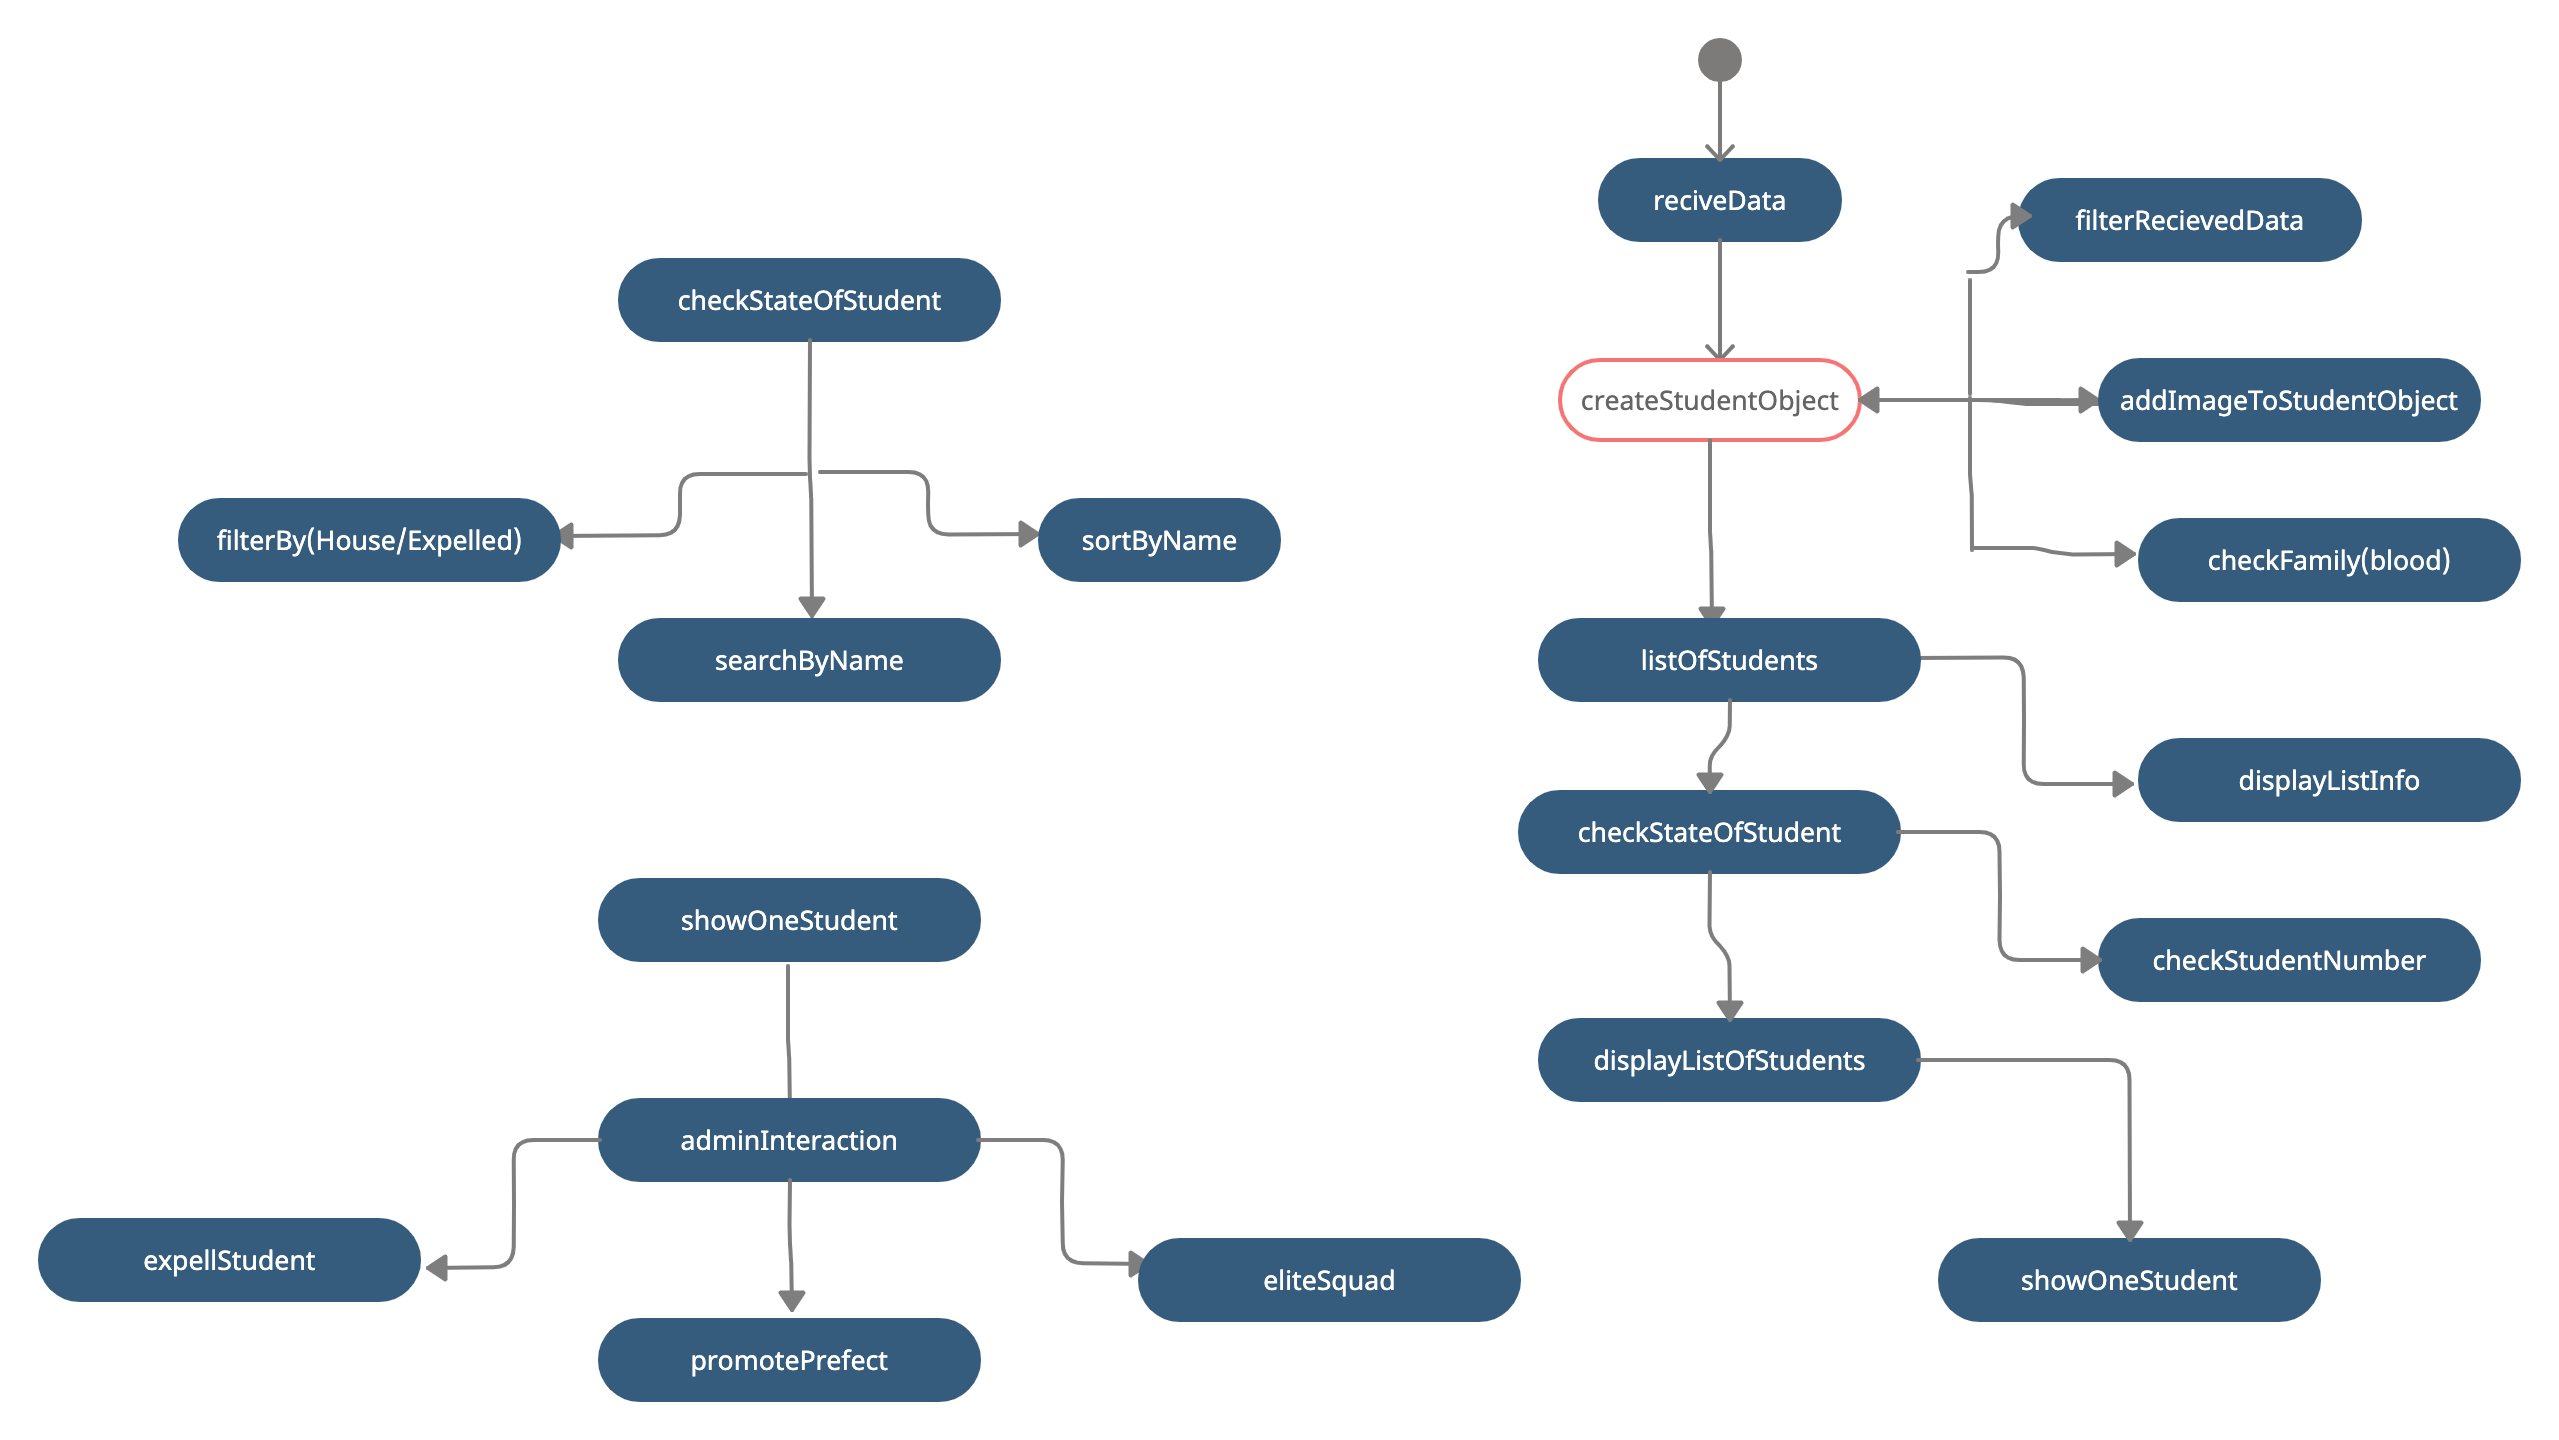 reciveData
filterRecievedData
checkStateOfStudent
createStudentObject
addImageToStudentObject
filterBy(House/Expelled)
sortByName
checkFamily(blood)
searchByName
listOfStudents
displayListInfo
checkStateOfStudent
showOneStudent
checkStudentNumber
displayListOfStudents
adminInteraction
expellStudent
eliteSquad
showOneStudent
promotePrefect